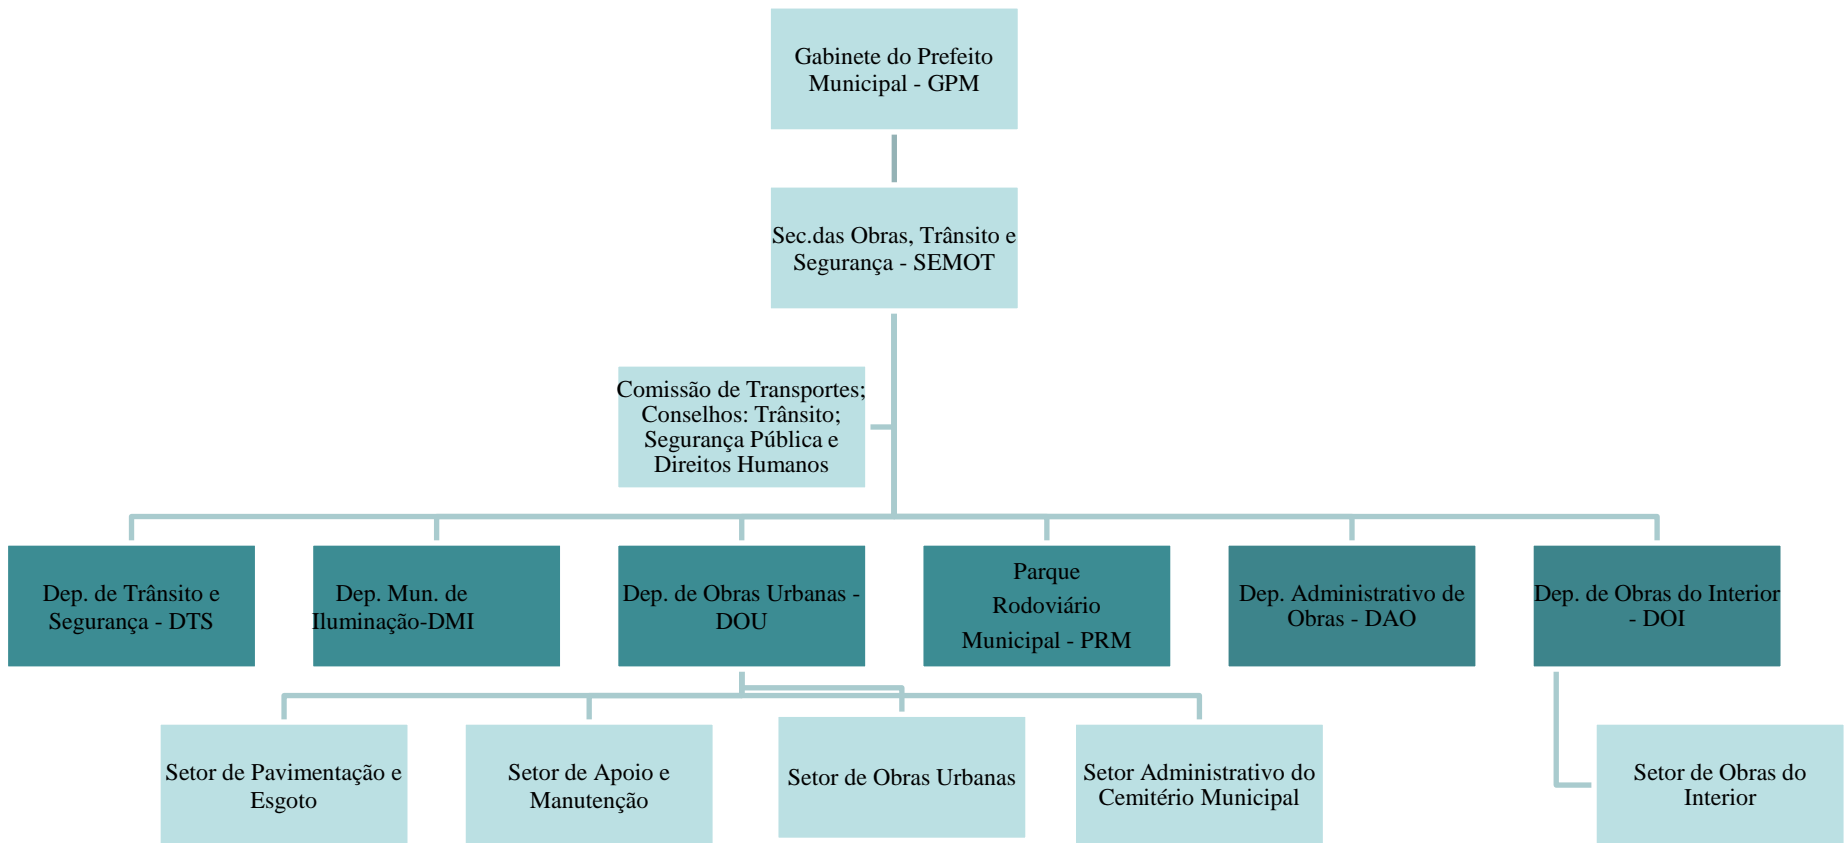 Gabinete do Prefeito
Municipal - GPM
Sec.das Obras, Trânsito e
Segurança - SEMOT
Comissão de Transportes;
Conselhos: Trânsito;
Segurança Pública e
Direitos Humanos
Dep. de Trânsito e
Segurança - DTS
Dep. Mun. de
Iluminação-DMI
Dep. de Obras Urbanas -
DOU
Parque
Rodoviário
Municipal - PRM
Dep. Administrativo de
Obras - DAO
Dep. de Obras do Interior
- DOI
Setor de Pavimentação e
Esgoto
Setor de Apoio e
Manutenção
Setor de Obras Urbanas
Setor Administrativo do
Cemitério Municipal
Setor de Obras do
Interior